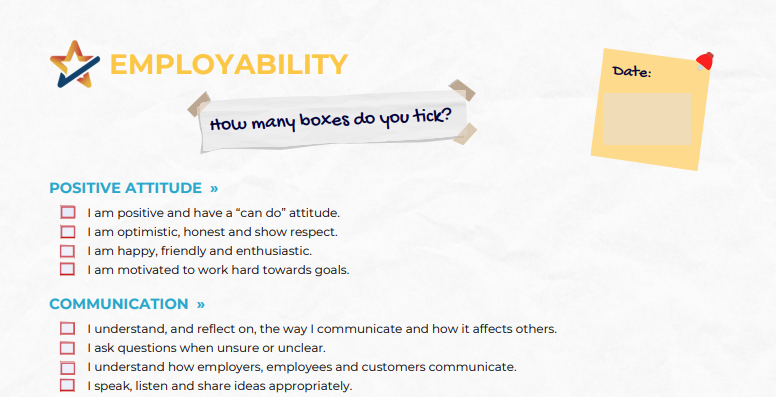 EMPLOYABILITY
Date:
How many boxes do you tick?
POSITIVE ATTITUDE »
I am positive and have a “can do” attitude.
I am optimistic, honest and show respect.
I am happy, friendly and enthusiastic.
I am motivated to work hard towards goals.
COMMUNICATION »
I understand, and reflect on, the way I communicate and how it affects others.
I ask questions when unsure or unclear.
I understand how employers, employees and customers communicate.
I speak, listen and share ideas appropriately.